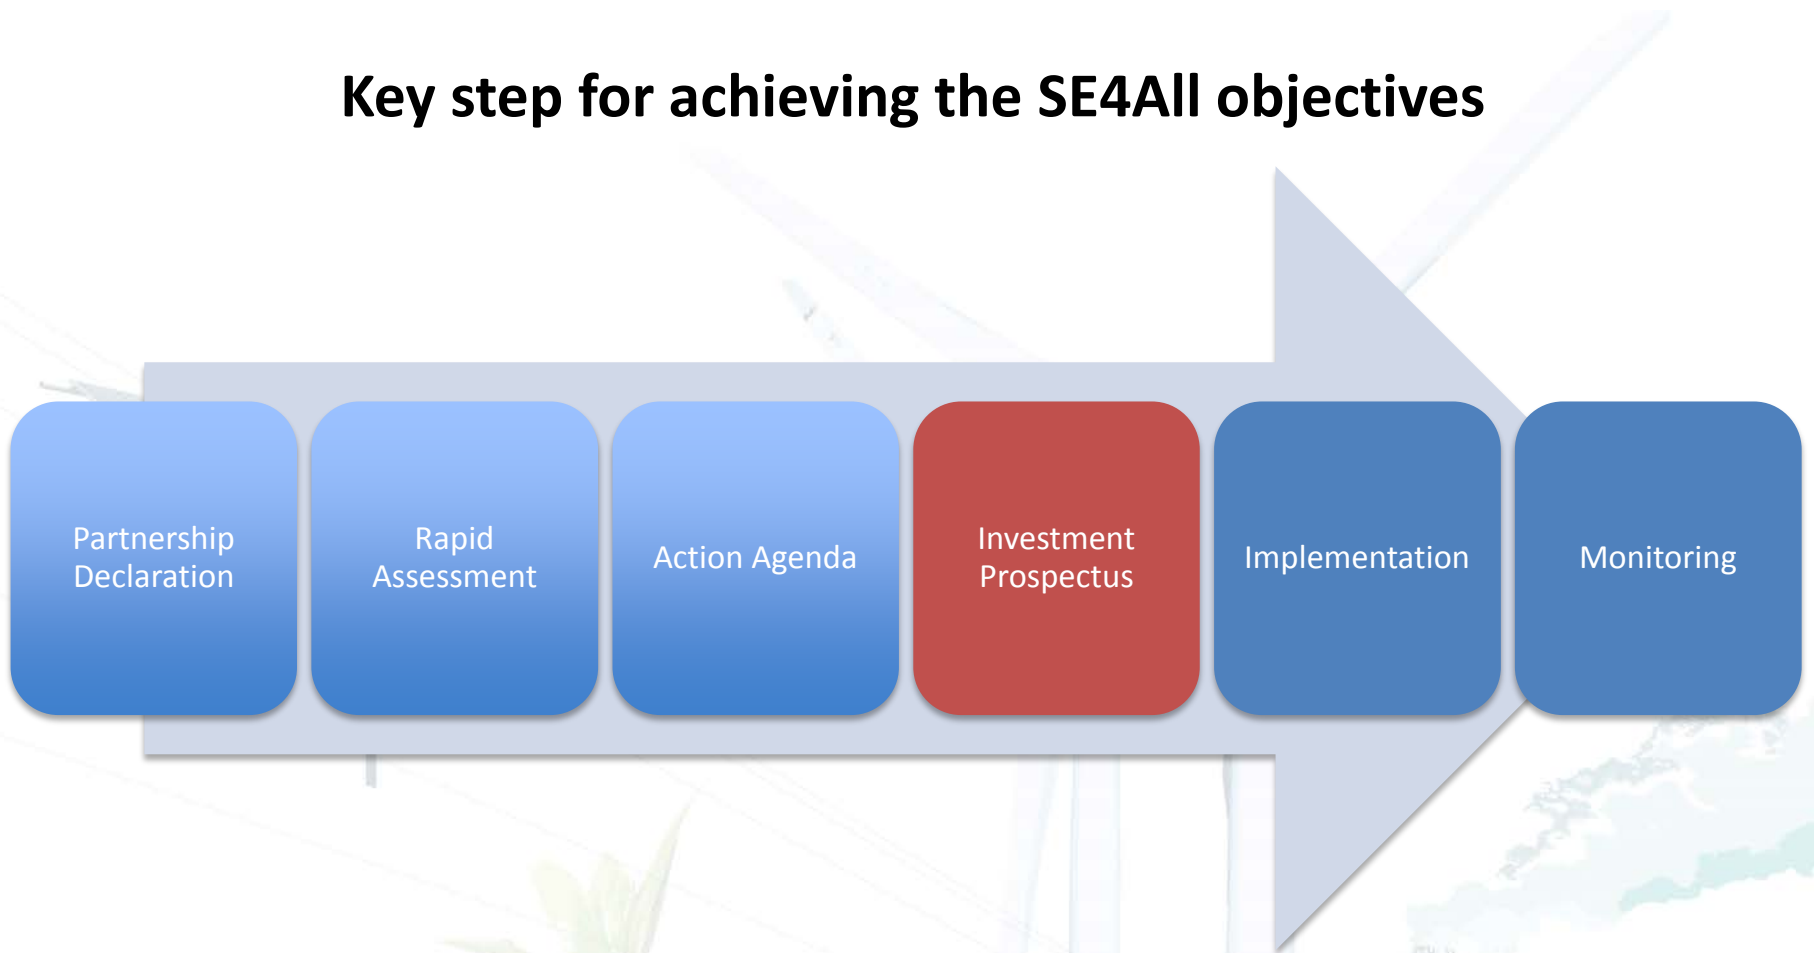 Key step for achieving the SE4All objectives
Partnership
Declaration
Rapid
Assessment
Action Agenda
Investment
Prospectus
Implementation
Monitoring